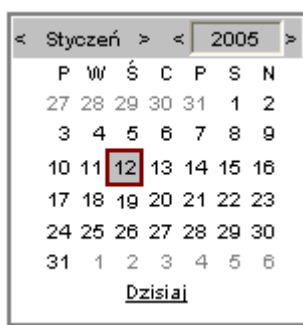 < Styczeń > < 2005 >
P W Ś C P S N
27 28 29 30 31 1 2
3 4 5 6 7 8 9
10 11 12 13 14 15 16
17 18 19 20 21 22 23
24 25 26 27 28 29 30
31 1 2 3 4 5 6
Dzisiaj